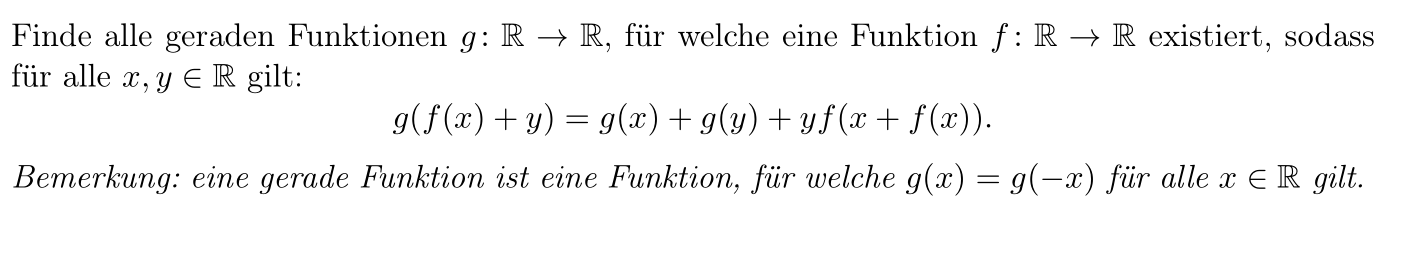 Finde alle geraden Funktionen g: ℝ → ℝ, für welche eine Funktion f: ℝ → ℝ existiert, sodass
für alle x, y ∈ ℝ gilt:
g(f(x) + y) = g(x) + g(y) + yf(x + f(x)).
Bemerkung: eine gerade Funktion ist eine Funktion, für welche g(x) = g(−x) für alle x ∈ ℝ gilt.